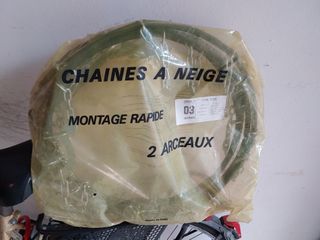 CHAINES A NEIGE
03
MONTAGE RAPIDE
2 ARCEAUX